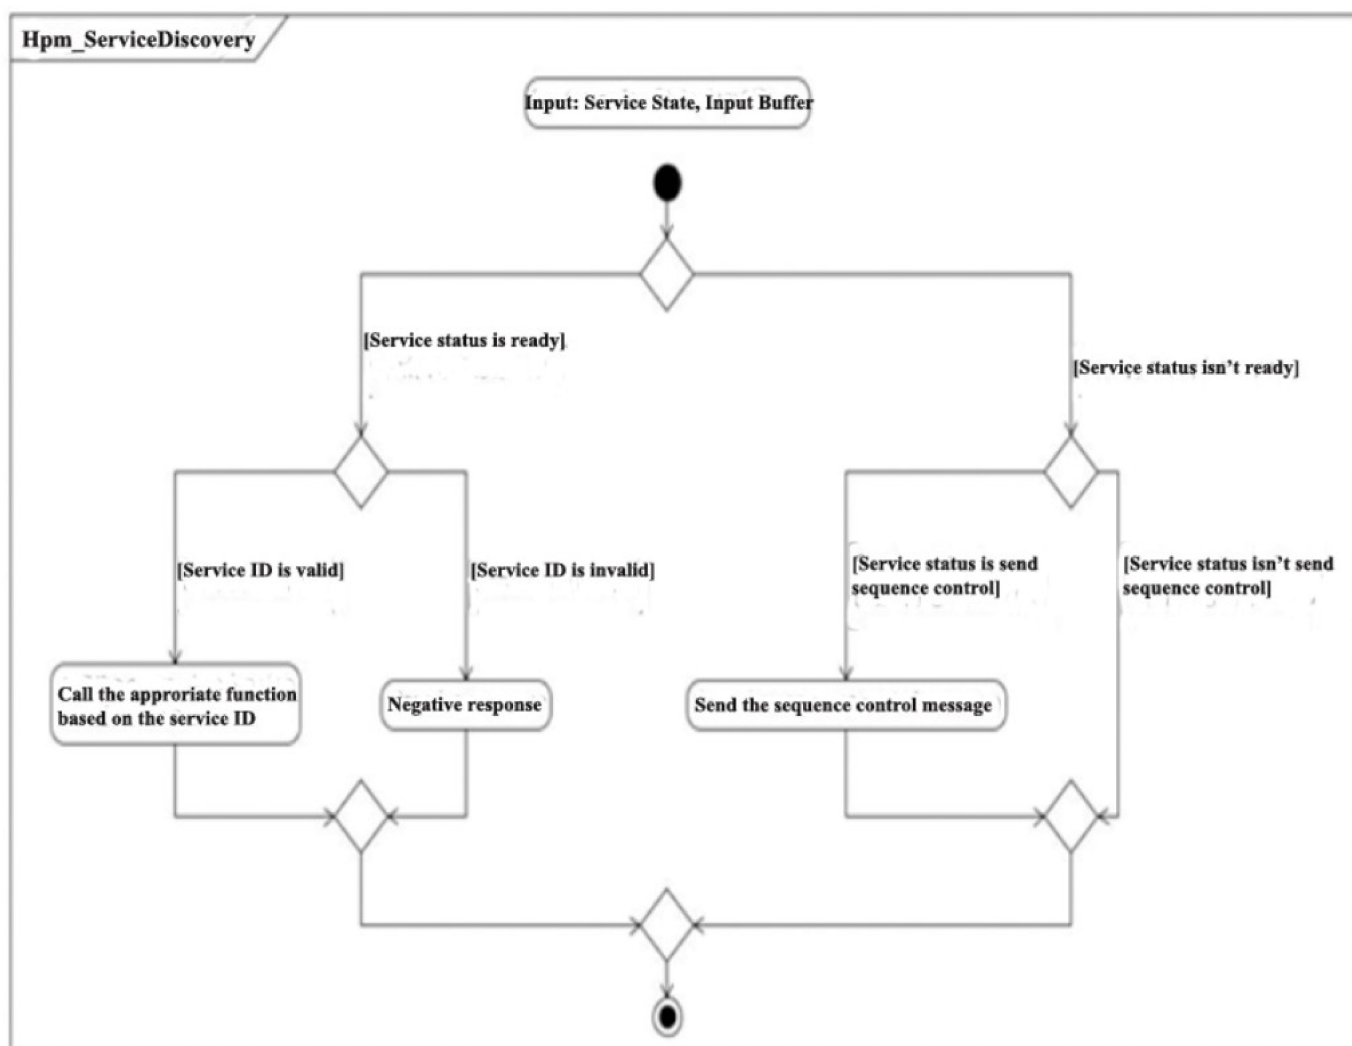 Hpm_ServiceDiscovery
Input: Service State, Input Buffer
[Service status is ready]
[Service status isn't ready]
[Service ID is valid]
[Service ID is invalid]
[Service status is send
sequence control]
[Service status isn't send
sequence control]
Call the approriate function
based on the service ID
Negative response
Send the sequence control message